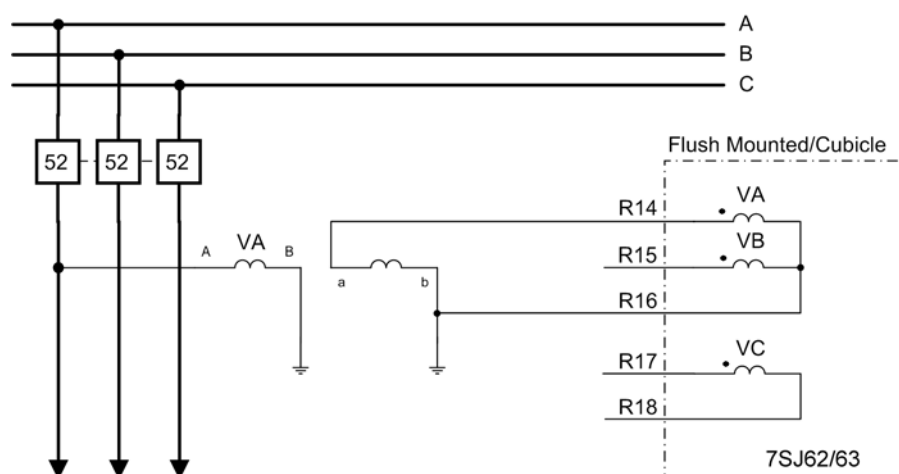 A
B
C
52 52 52
Flush Mounted/Cubicle
R14 VA
A VA B
R15 VB
a b
R16
R17 VC
R18
7SJ62/63